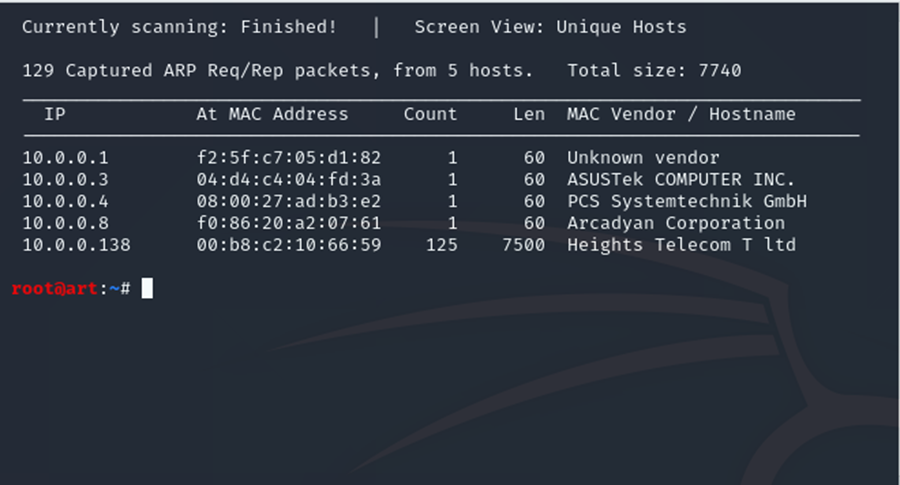 Currently scanning: Finished!   |   Screen View: Unique Hosts
129 Captured ARP Req/Rep packets, from 5 hosts.   Total size: 7740
IP            At MAC Address     Count     Len  MAC Vendor / Hostname
10.0.0.1        f2:5f:c7:05:d1:82      1      60  Unknown vendor
10.0.0.3        04:d4:c4:04:fd:3a      1      60  ASUSTek COMPUTER INC.
10.0.0.4        08:00:27:ad:b3:e2      1      60  PCS Systemtechnik GmbH
10.0.0.8        f0:86:20:a2:07:61      1      60  Arcadyan Corporation
10.0.0.138      00:b8:c2:10:66:59    125    7500  Heights Telecom T ltd
root@art:~#